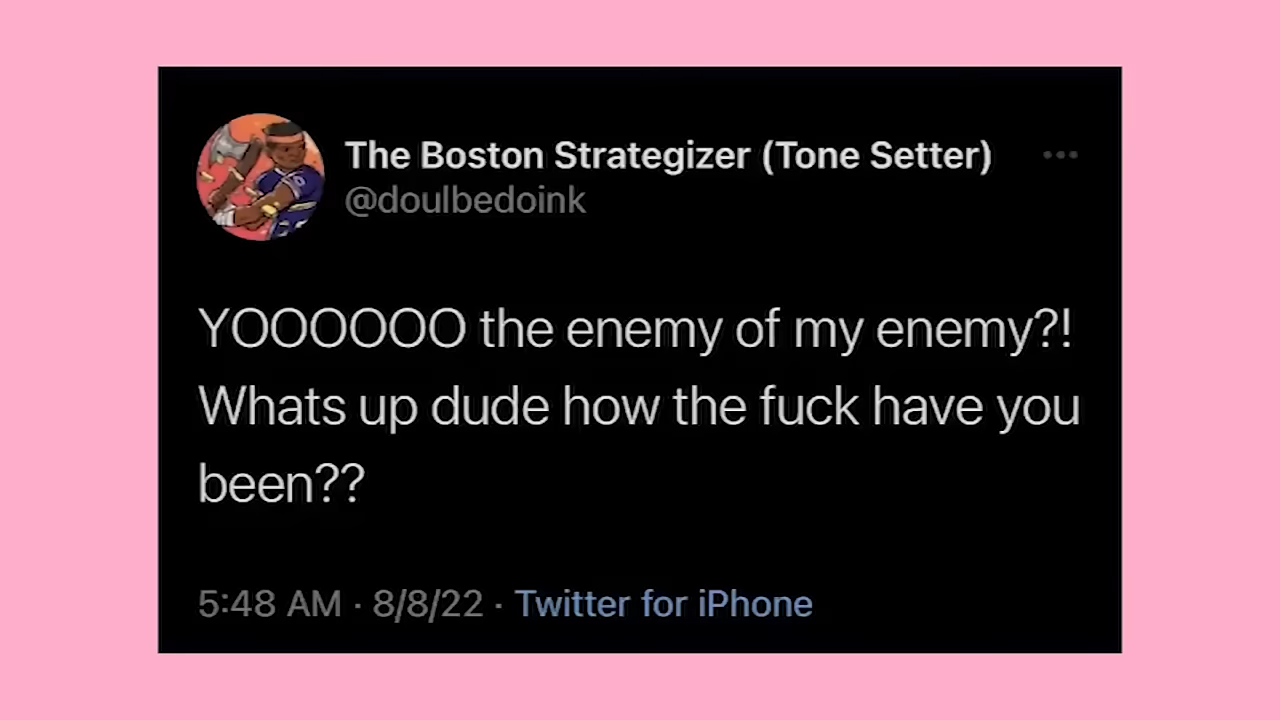 The Boston Strategizer (Tone Setter)
@doulbedoink
YOOOOOO the enemy of my enemy?!
Whats up dude how the fuck have you
been??
5:48 AM · 8/8/22 · Twitter for iPhone